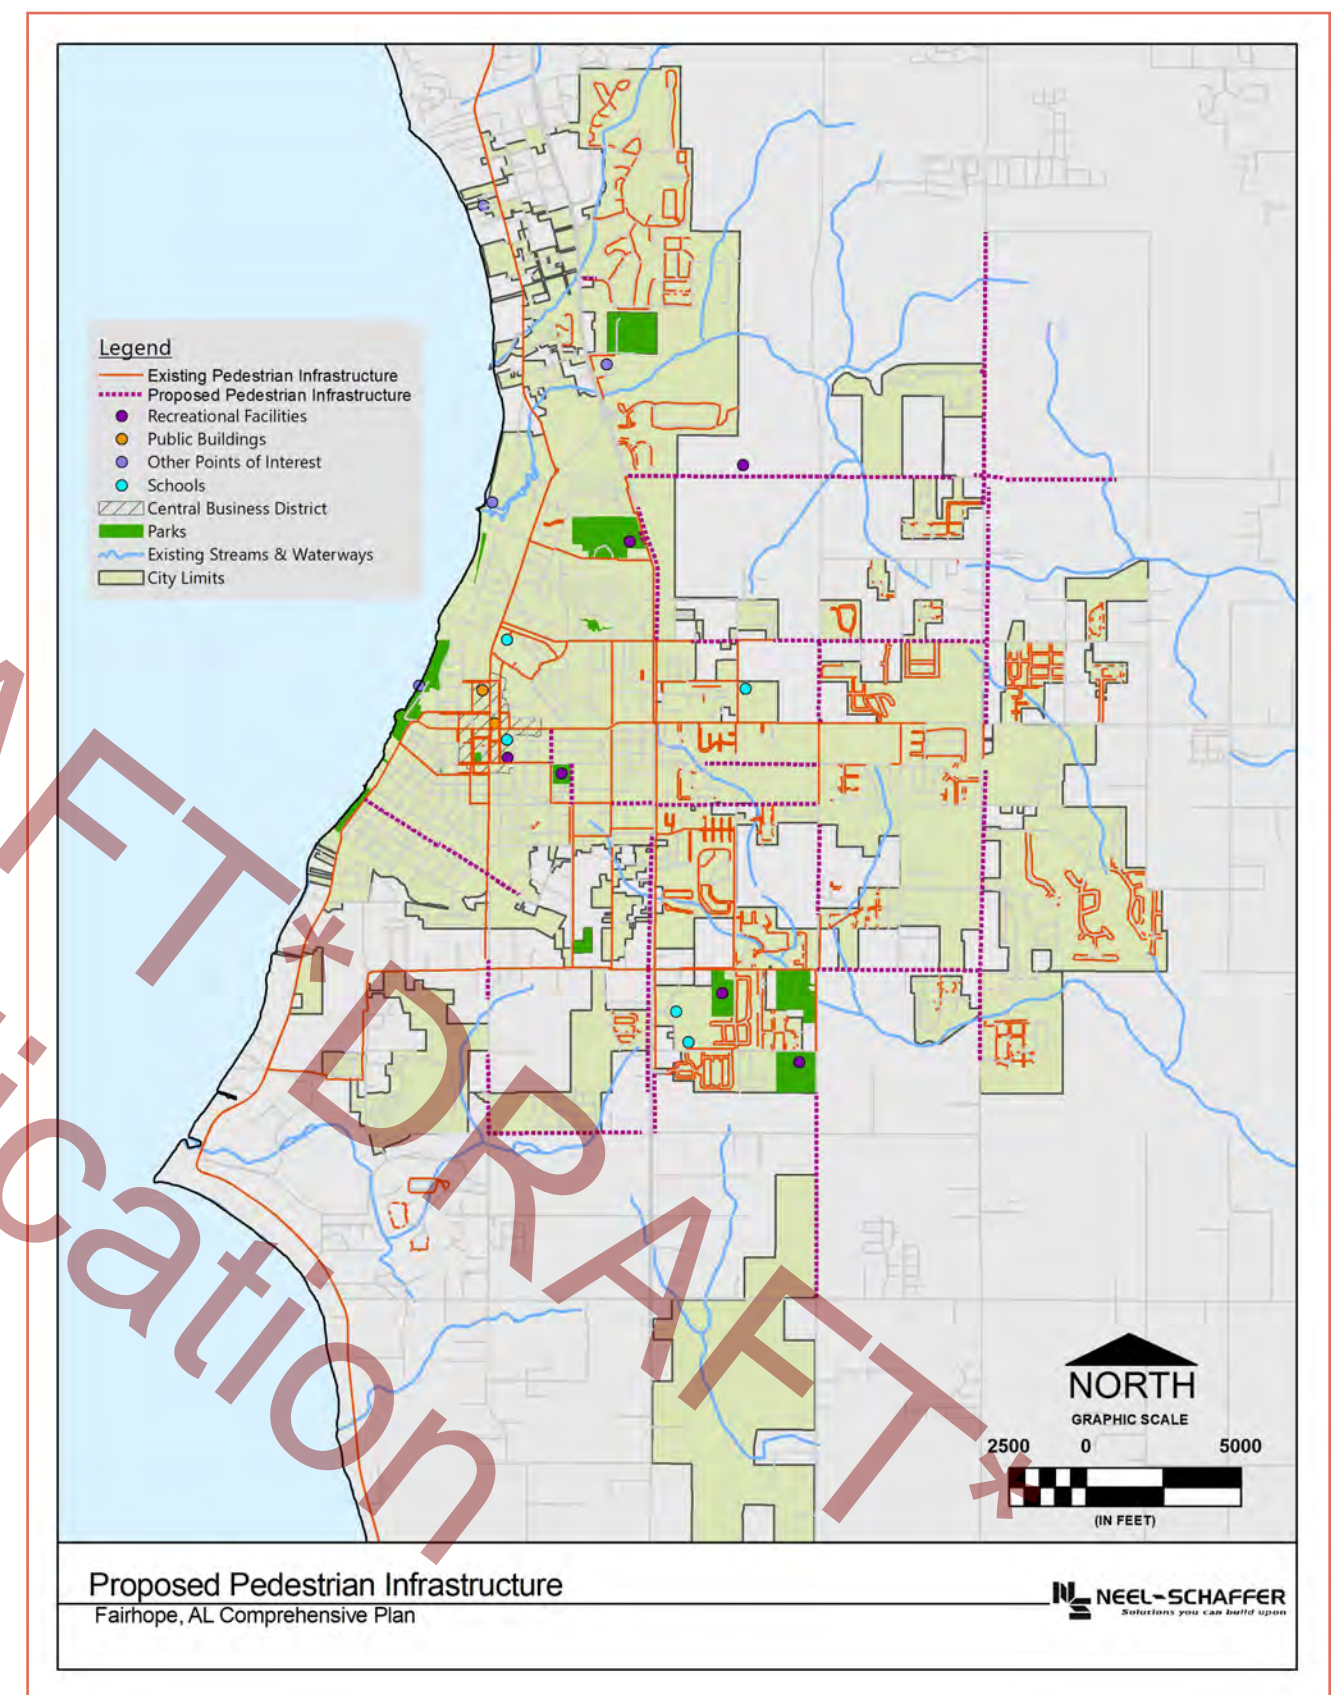 Legend
Existing Pedestrian Infrastructure
Proposed Pedestrian Infrastructure
Recreational Facilities
Public Buildings
Other Points of Interest
Schools
Central Business District
Parks
Existing Streams & Waterways
City Limits
AFT*DRAFT*
ication
NORTH
GRAPHIC SCALE
2500 0 5000
(IN FEET)
Proposed Pedestrian Infrastructure
Fairhope, AL Comprehensive Plan
NEEL-SCHAFFER
Solutions you can build upon